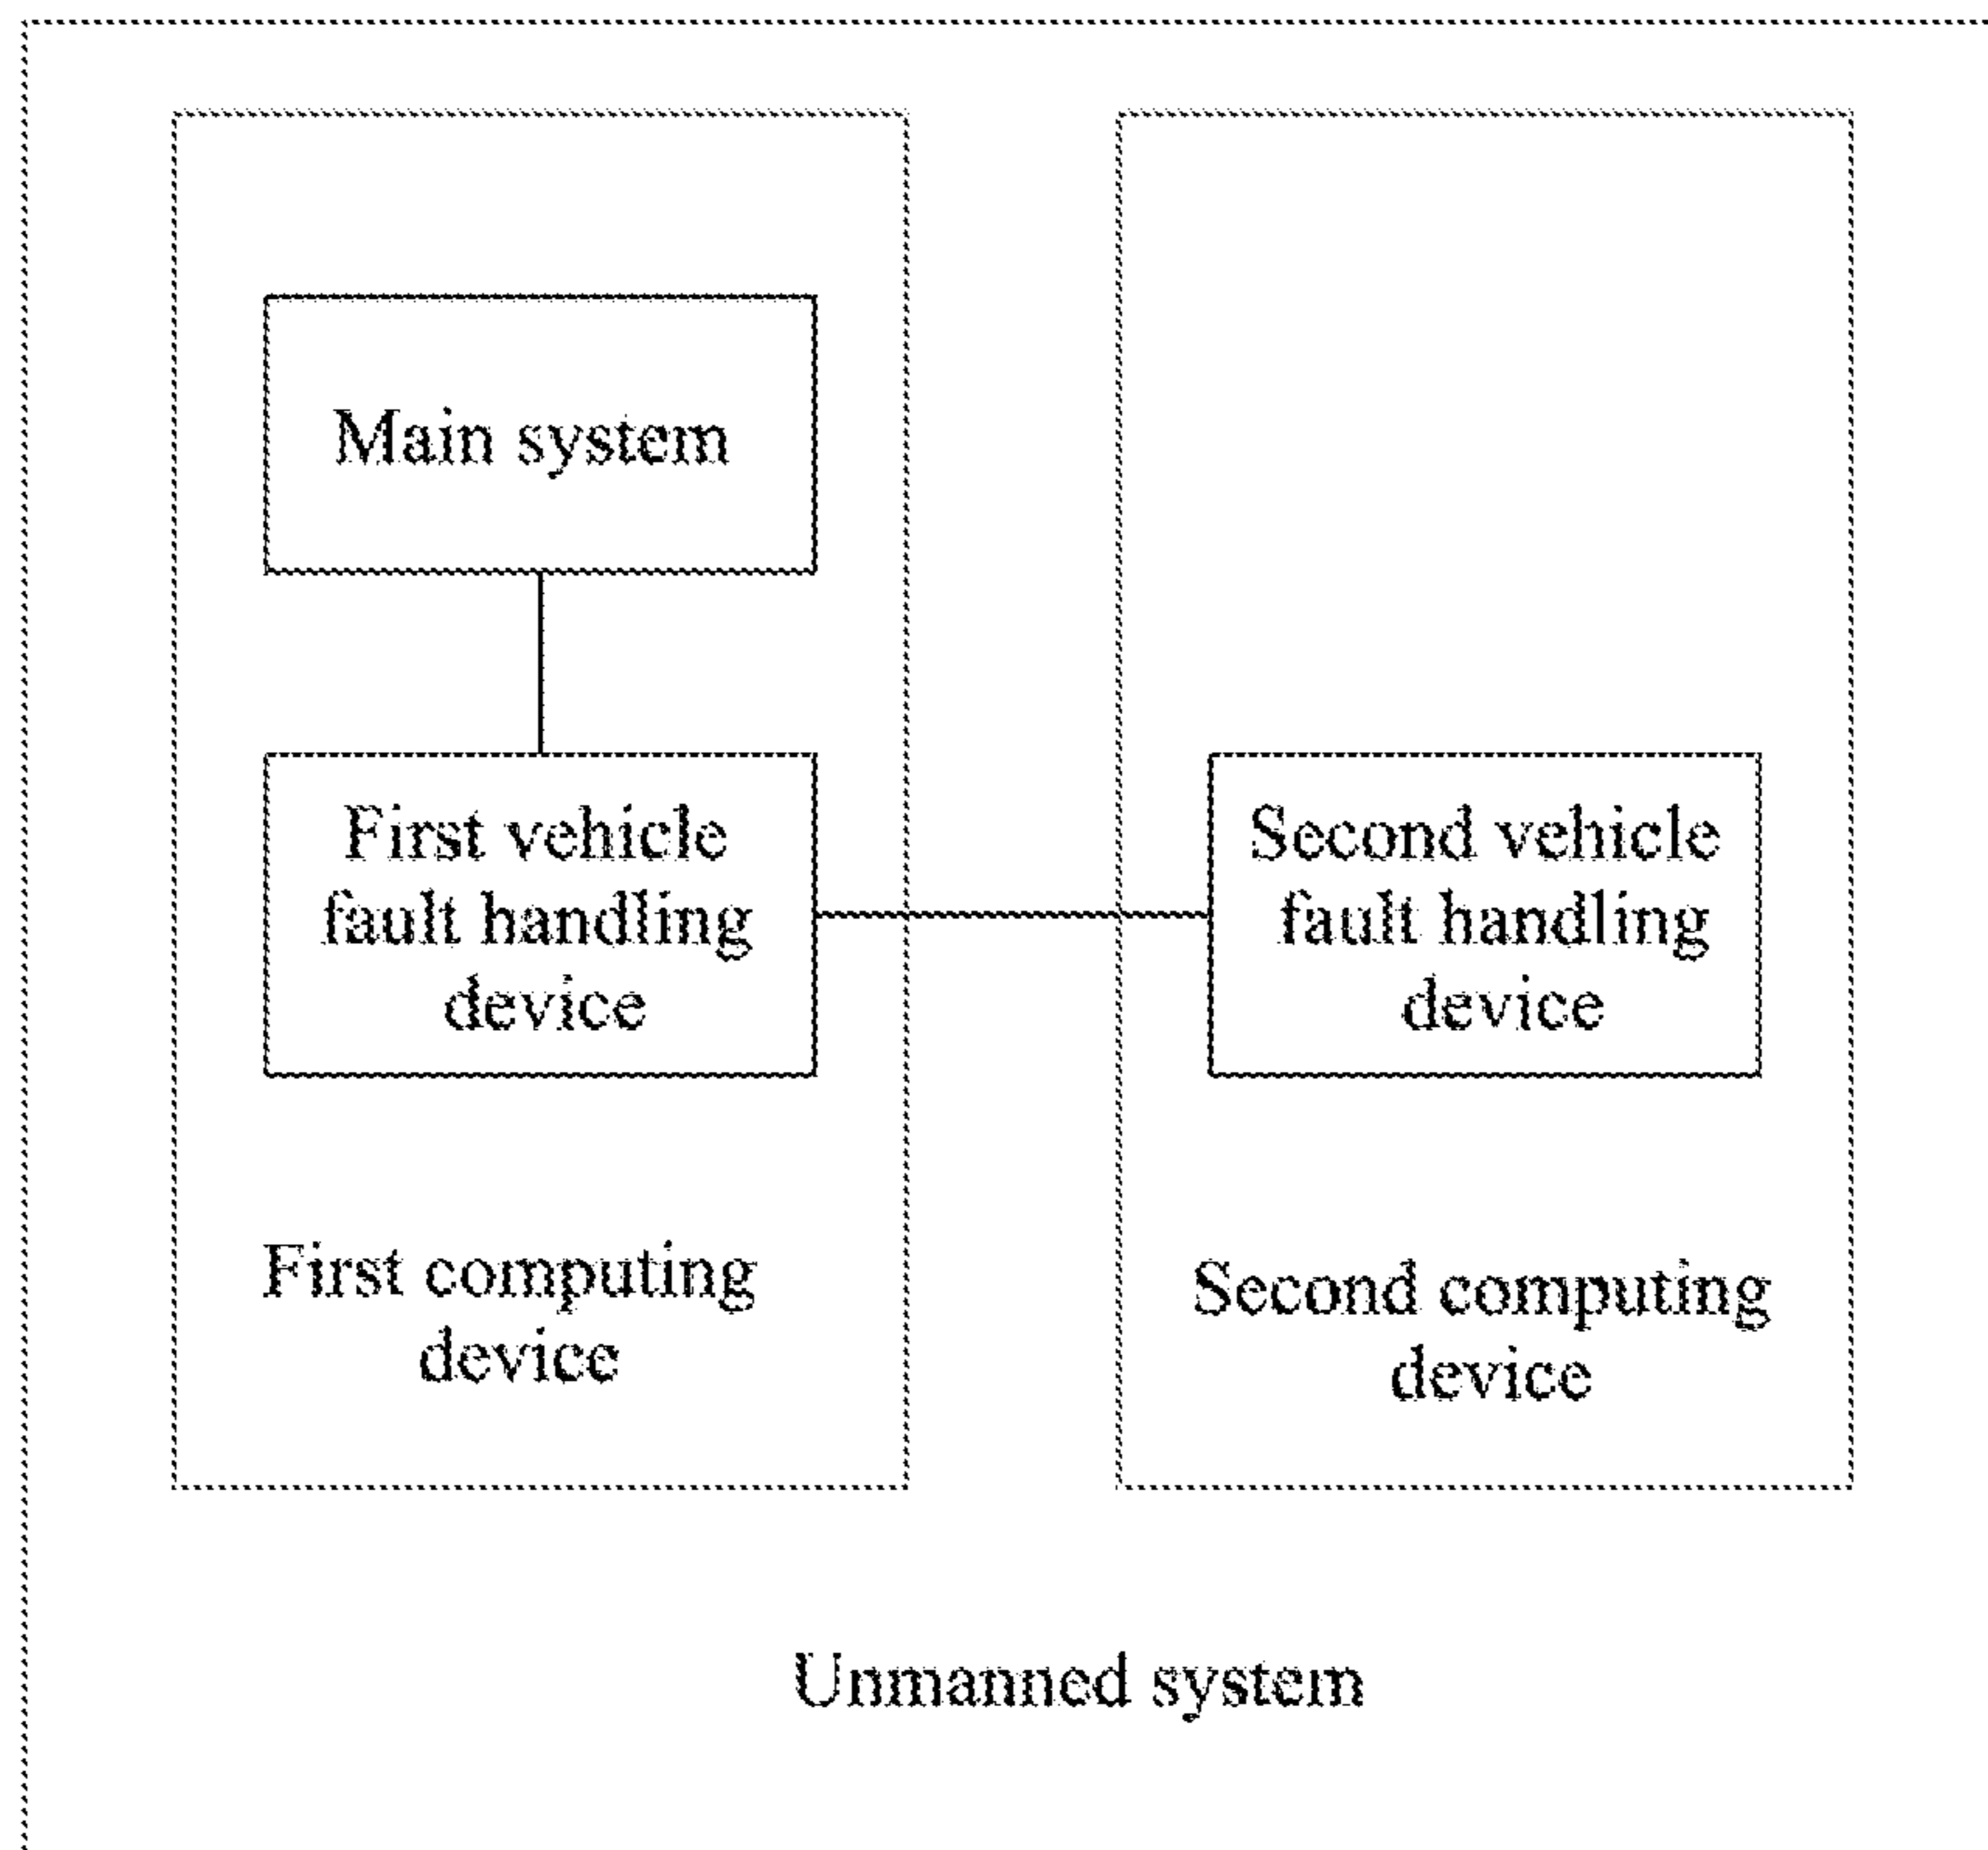 Main system
First vehicle
fault handling
device
Second vehicle
fault handling
device
First computing
device
Second computing
device
Unmanned system